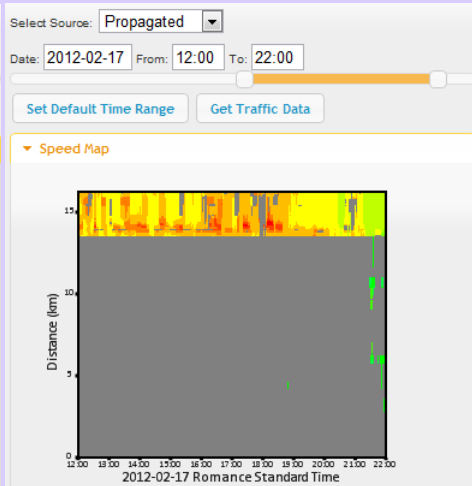 Select Source: Propagated
Date: 2012-02-17 From: 12:00 To: 22:00
Set Default Time Range Get Traffic Data
Speed Map
15
10
Distance (km)
5
0
12:00 13:00 14:00 15:00 16:00 17:00 18:00 19:00 20:00 21:00 22:00
2012-02-17 Romance Standard Time